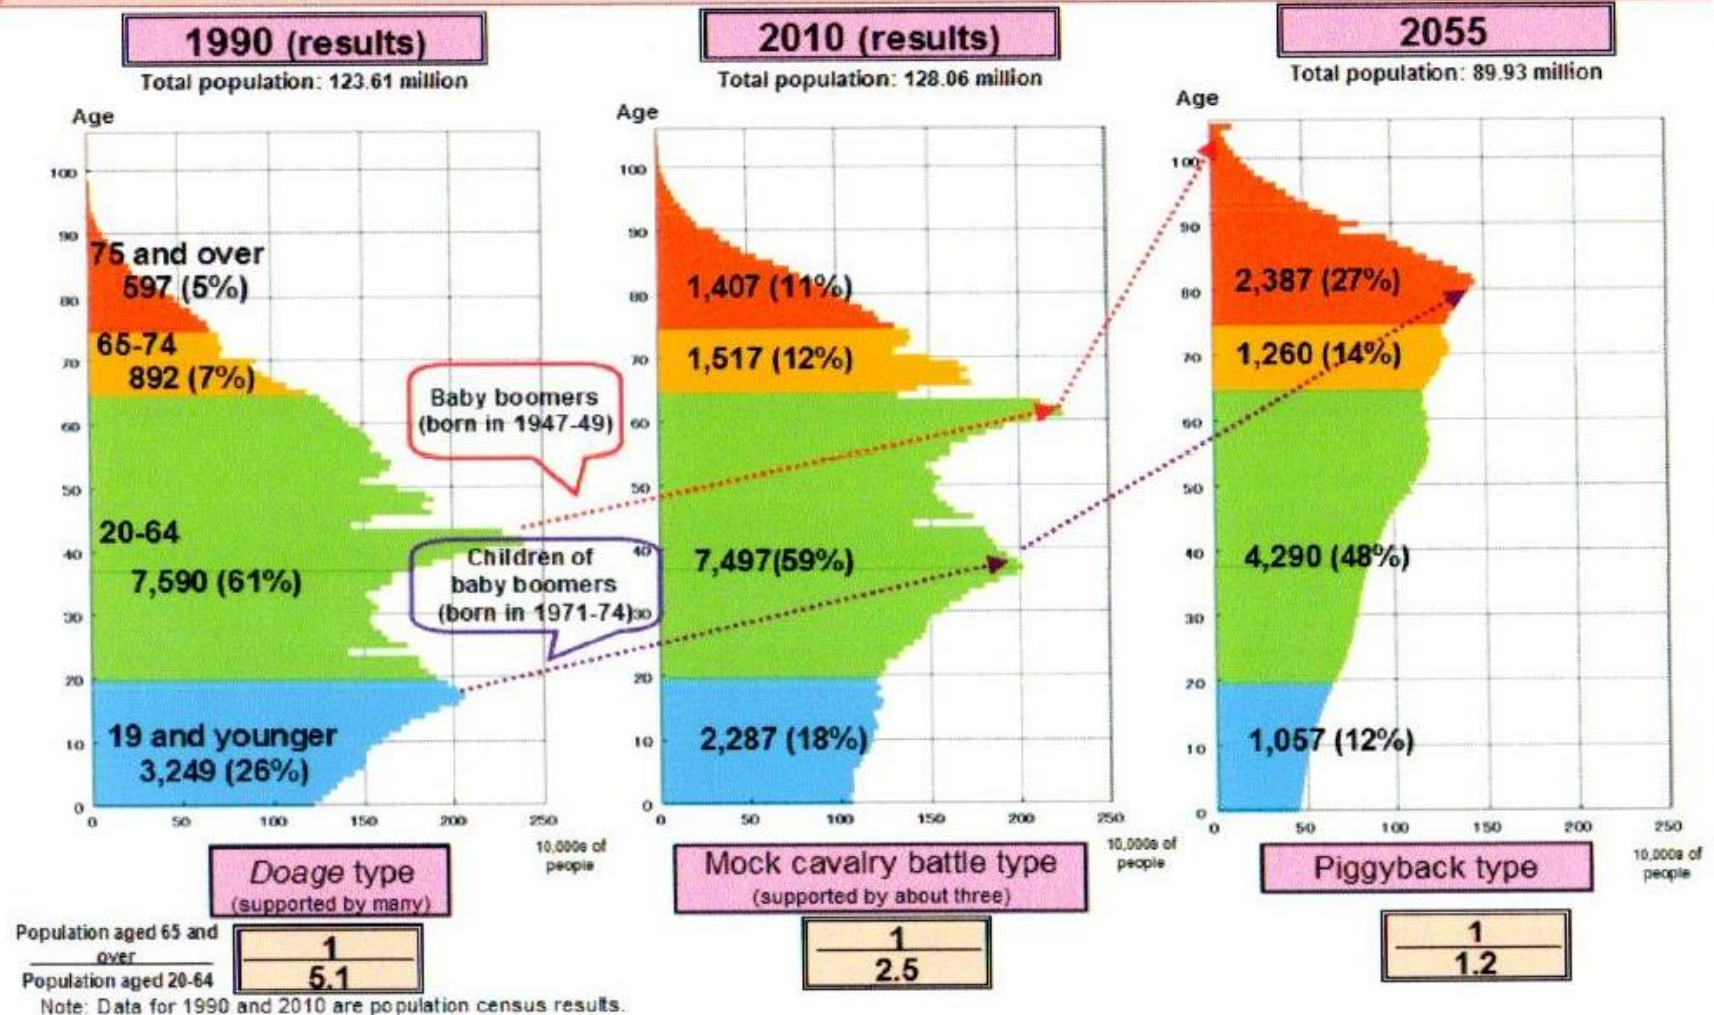 1990 (results)
Total population: 123.61 million
Age
100
90
80
70
60
50
40
30
20
10
0
75 and over
597 (5%)
65-74
892 (7%)
20-64
7,590 (61%)
19 and younger
3,249 (26%)
0 50 100 150 200 250
10,000s of
people
Baby boomers
(born in 1947-49)
Children of
baby boomers
(born in 1971-74)
2010 (results)
Total population: 128.06 million
Age
100
90
80
70
60
50
40
30
20
10
0
1,407 (11%)
1,517 (12%)
7,497(59%)
2,287 (18%)
0 50 100 150 200 250
10,000s of
people
2055
Total population: 89.93 million
Age
100
90
80
70
60
50
40
30
20
10
0
2,387 (27%)
1,260 (14%)
4,290 (48%)
1,057 (12%)
0 50 100 150 200 250
10,000s of
people
Doage type
(supported by many)
Mock cavalry battle type
(supported by about three)
Piggyback type
Population aged 65 and
over
Population aged 20-64
1
5.1
1
2.5
1
1.2
Note: Data for 1990 and 2010 are population census results.